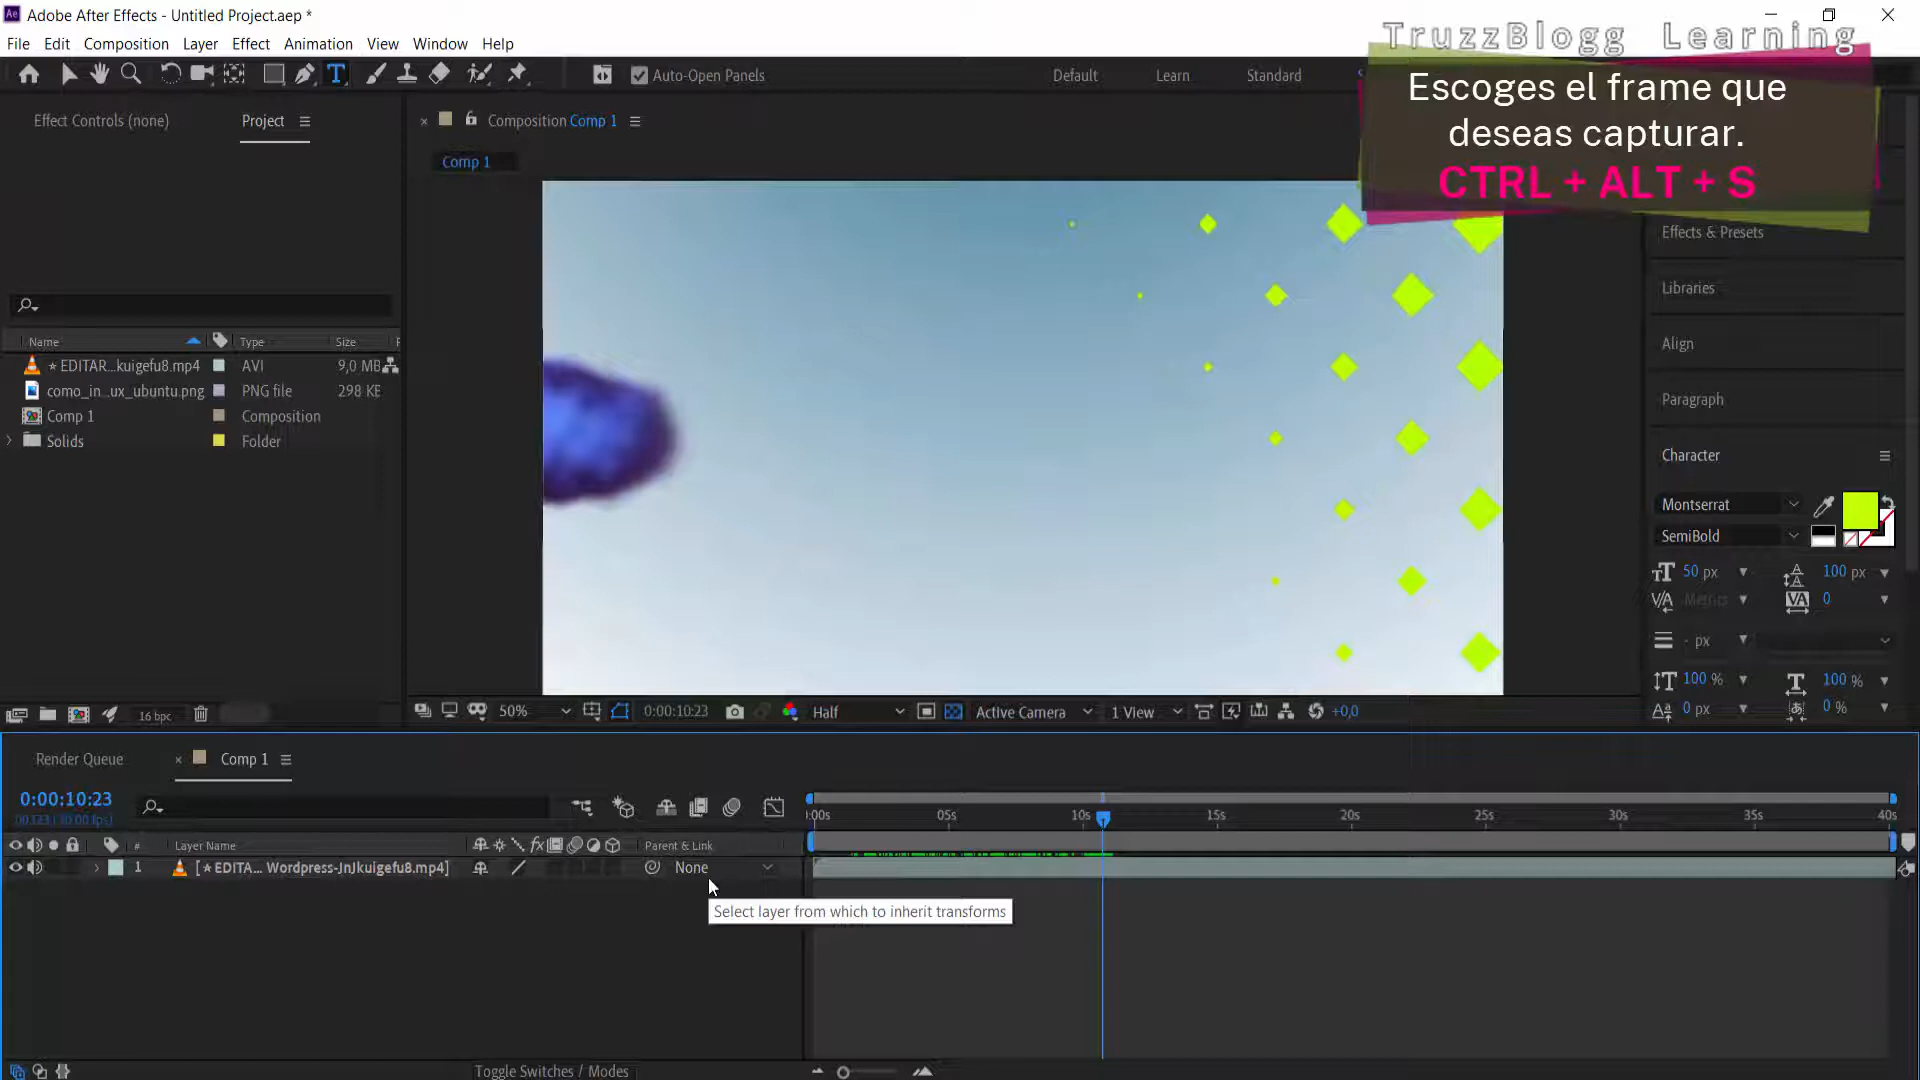 Adobe After Effects - Untitled Project.aep *
TruzzBlogg Learning
File Edit Composition Layer Effect Animation View Window Help
Auto-Open Panels Default Learn Standard
Escoges el frame que
deseas capturar.
CTRL + ALT + S
Effect Controls (none) Project
Composition Comp 1
Comp 1
Effects & Presets
Libraries
Align
Paragraph
Character
Name Type Size
★ EDITAR...kuigefu8.mp4 AVI 9,0 MB
como_in...ux_ubuntu.png PNG file 298 KE
Comp 1 Composition
Solids Folder
Montserrat
SemiBold
50 px 100 px
Metrics 0
- px
100 % 100 %
0 px 0 %
16 bpc
50% 0:00:10:23 Half Active Camera 1 View +0,0
Render Queue Comp 1
0:00:10:23
):00s 05s 10s 15s 20s 25s 30s 35s 40s
# Layer Name Parent & Link
1 [★EDITA... Wordpress-JnJkuigefu8.mp4] None
Select layer from which to inherit transforms
Toggle Switches / Modes